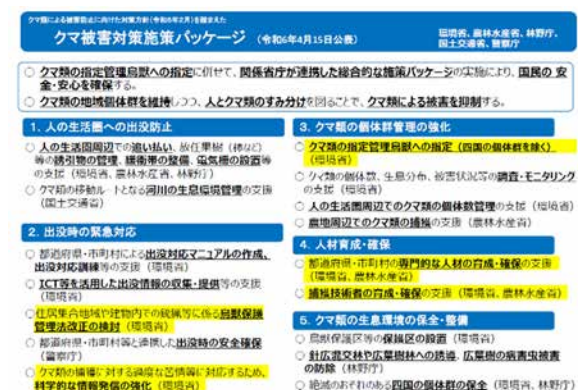 クマによる被害防止に向けた対策方針（令和6年2月）を踏まえた
クマ被害対策施策パッケージ （令和6年4月15日公表）
環境省、農林水産省、林野庁、
国土交通省、警察庁
○ クマ類の指定管理鳥獣への指定に併せて、関係省庁が連携した総合的な施策パッケージの実施により、国民の 安
全・安心を確保する。
○ クマ類の地域個体群を維持しつつ、人とクマのすみ分けを図ることで、クマ類による被害を抑制する。
1. 人の生活圏への出没防止
○ 人の生活圏周辺での追い払い、放任果樹（柿など）
等の誘引物の管理、緩衝帯の整備、電気柵の設置等
の支援（環境省、農林水産省、林野庁）
○ クマ類の移動ルートとなる河川の生息環境管理の支援
（国土交通省）
2. 出没時の緊急対応
○ 都道府県・市町村による出没対応マニュアルの作成、
出没対応訓練等の支援（環境省）
○ ICT等を活用した出没情報の収集・提供等の支援
（環境省）
○住居集合地域や建物内での銃猟等に係る鳥獣保護
管理法改正の検討（環境省）
○ 都道府県・市町村等と連携した出没時の安全確保
（警察庁）
○ クマ類の捕獲に対する過度な苦情等に対応するため、
科学的な情報発信の強化（環境省）
3. クマ類の個体群管理の強化
○ クマ類の指定管理鳥獣への指定（四国の個体群を除く）
（環境省）
○ クマ類の個体数、生息分布、被害状況等の調査・モニタリング
の支援（環境省）
○ 人の生活圏周辺でのクマ類の個体数管理の支援（環境省）
○ 農地周辺でのクマ類の捕獲の支援（農林水産省）
4. 人材育成・確保
○ 都道府県・市町村の専門的な人材の育成・確保の支援
（環境省、農林水産省）
○ 捕獲技術者の育成・確保の支援（環境省、農林水産省）
5. クマ類の生息環境の保全・整備
○ 鳥獣保護区等の保護区の設置（環境省）
○ 針広混交林や広葉樹林への誘導、広葉樹の病害虫被害
の防除（林野庁）
○ 絶滅のおそれのある四国の個体群の保全（環境省、林野庁）